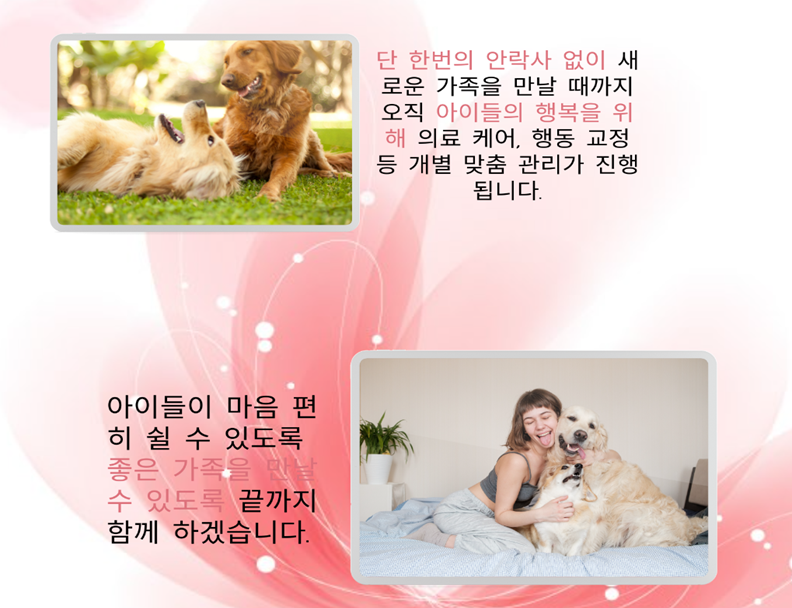 단 한번의 안락사 없이 새
로운 가족을 만날 때까지
오직 아이들의 행복을 위
해 의료 케어, 행동 교정
등 개별 맞춤 관리가 진행
됩니다.
아이들이 마음 편
히 쉴 수 있도록
좋은 가족을 만날
수 있도록 끝까지
함께 하겠습니다.